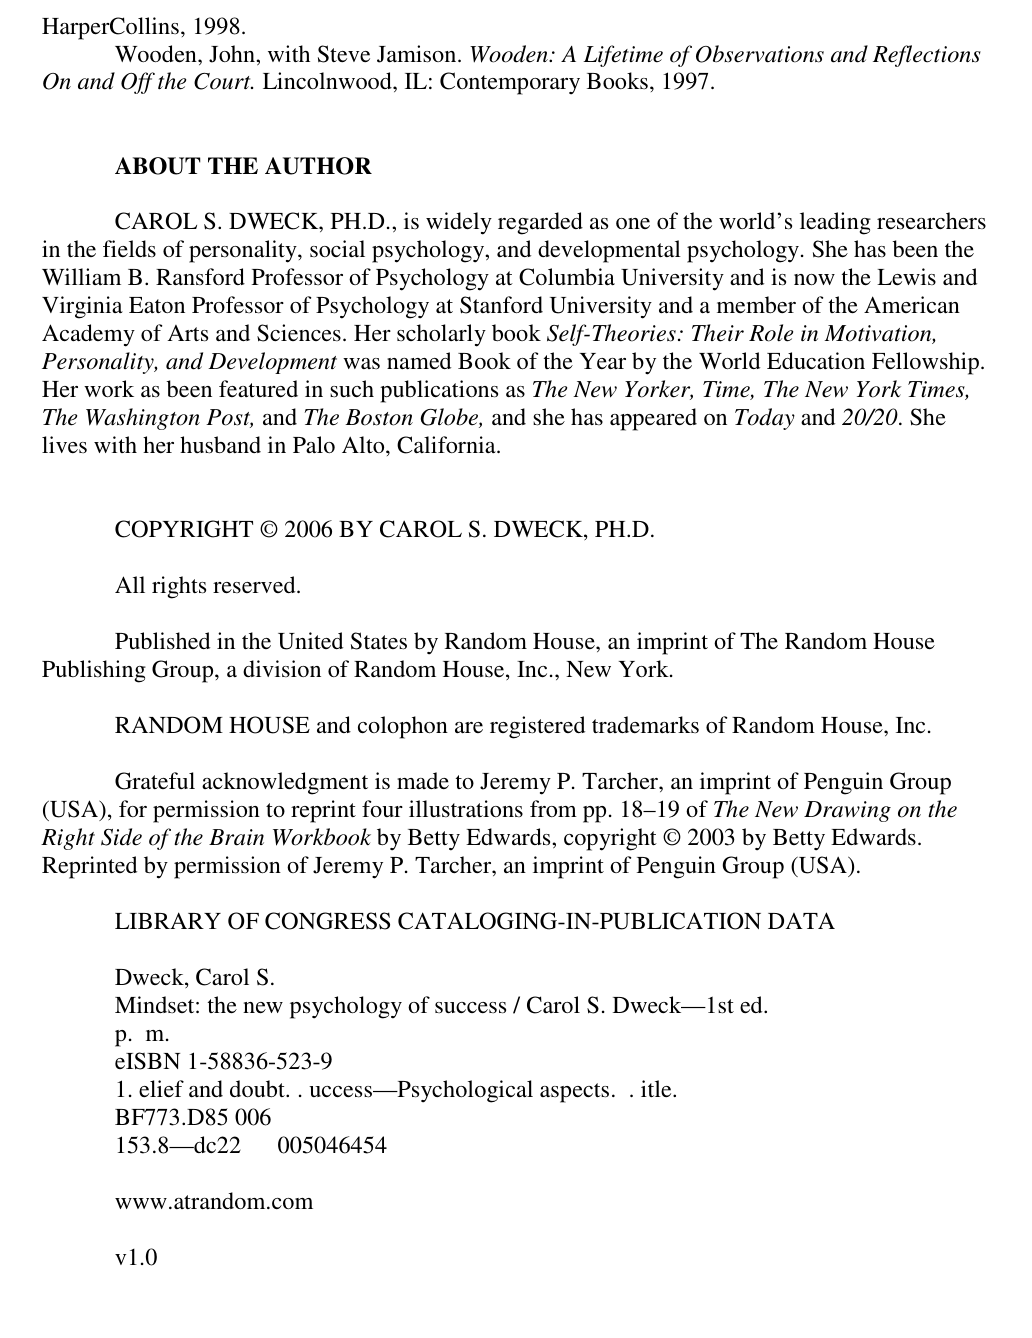 HarperCollins, 1998.
Wooden, John, with Steve Jamison. Wooden: A Lifetime of Observations and Reflections
On and Off the Court. Lincolnwood, IL: Contemporary Books, 1997.
ABOUT THE AUTHOR
CAROL S. DWECK, PH.D., is widely regarded as one of the world’s leading researchers
in the fields of personality, social psychology, and developmental psychology. She has been the
William B. Ransford Professor of Psychology at Columbia University and is now the Lewis and
Virginia Eaton Professor of Psychology at Stanford University and a member of the American
Academy of Arts and Sciences. Her scholarly book Self-Theories: Their Role in Motivation,
Personality, and Development was named Book of the Year by the World Education Fellowship.
Her work as been featured in such publications as The New Yorker, Time, The New York Times,
The Washington Post, and The Boston Globe, and she has appeared on Today and 20/20. She
lives with her husband in Palo Alto, California.
COPYRIGHT © 2006 BY CAROL S. DWECK, PH.D.
All rights reserved.
Published in the United States by Random House, an imprint of The Random House
Publishing Group, a division of Random House, Inc., New York.
RANDOM HOUSE and colophon are registered trademarks of Random House, Inc.
Grateful acknowledgment is made to Jeremy P. Tarcher, an imprint of Penguin Group
(USA), for permission to reprint four illustrations from pp. 18–19 of The New Drawing on the
Right Side of the Brain Workbook by Betty Edwards, copyright © 2003 by Betty Edwards.
Reprinted by permission of Jeremy P. Tarcher, an imprint of Penguin Group (USA).
LIBRARY OF CONGRESS CATALOGING-IN-PUBLICATION DATA
Dweck, Carol S.
Mindset: the new psychology of success / Carol S. Dweck—1st ed.
p. m.
eISBN 1-58836-523-9
1. elief and doubt. . uccess—Psychological aspects. . itle.
BF773.D85 006
153.8—dc22 005046454
www.atrandom.com
v1.0